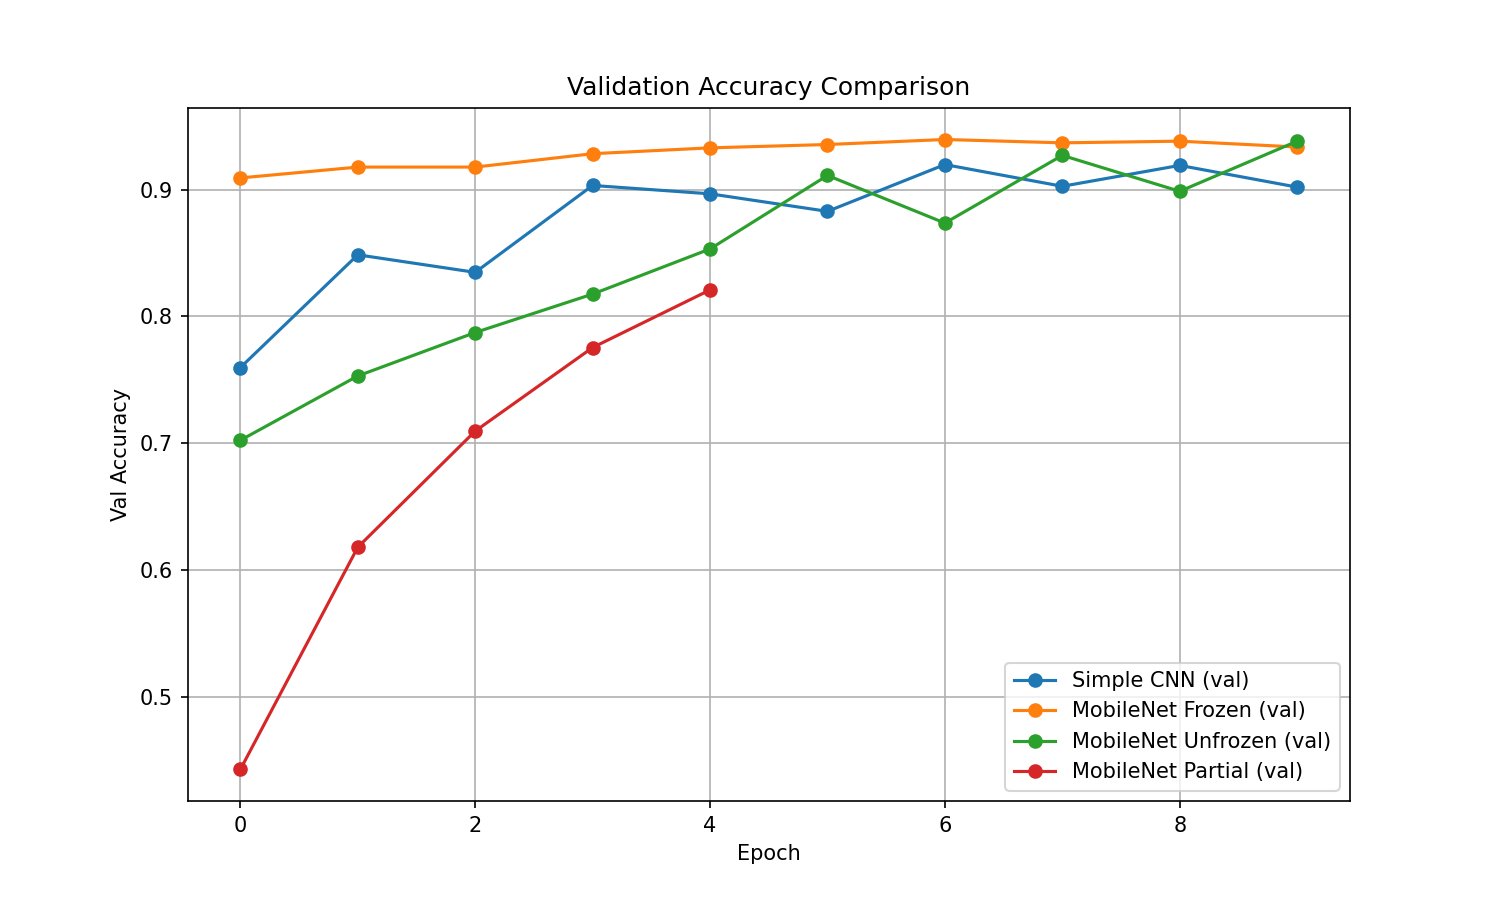 Validation Accuracy Comparison
Val Accuracy
0.9
0.8
0.7
0.6
0.5
0 2 4 6 8
Epoch
Simple CNN (val)
MobileNet Frozen (val)
MobileNet Unfrozen (val)
MobileNet Partial (val)